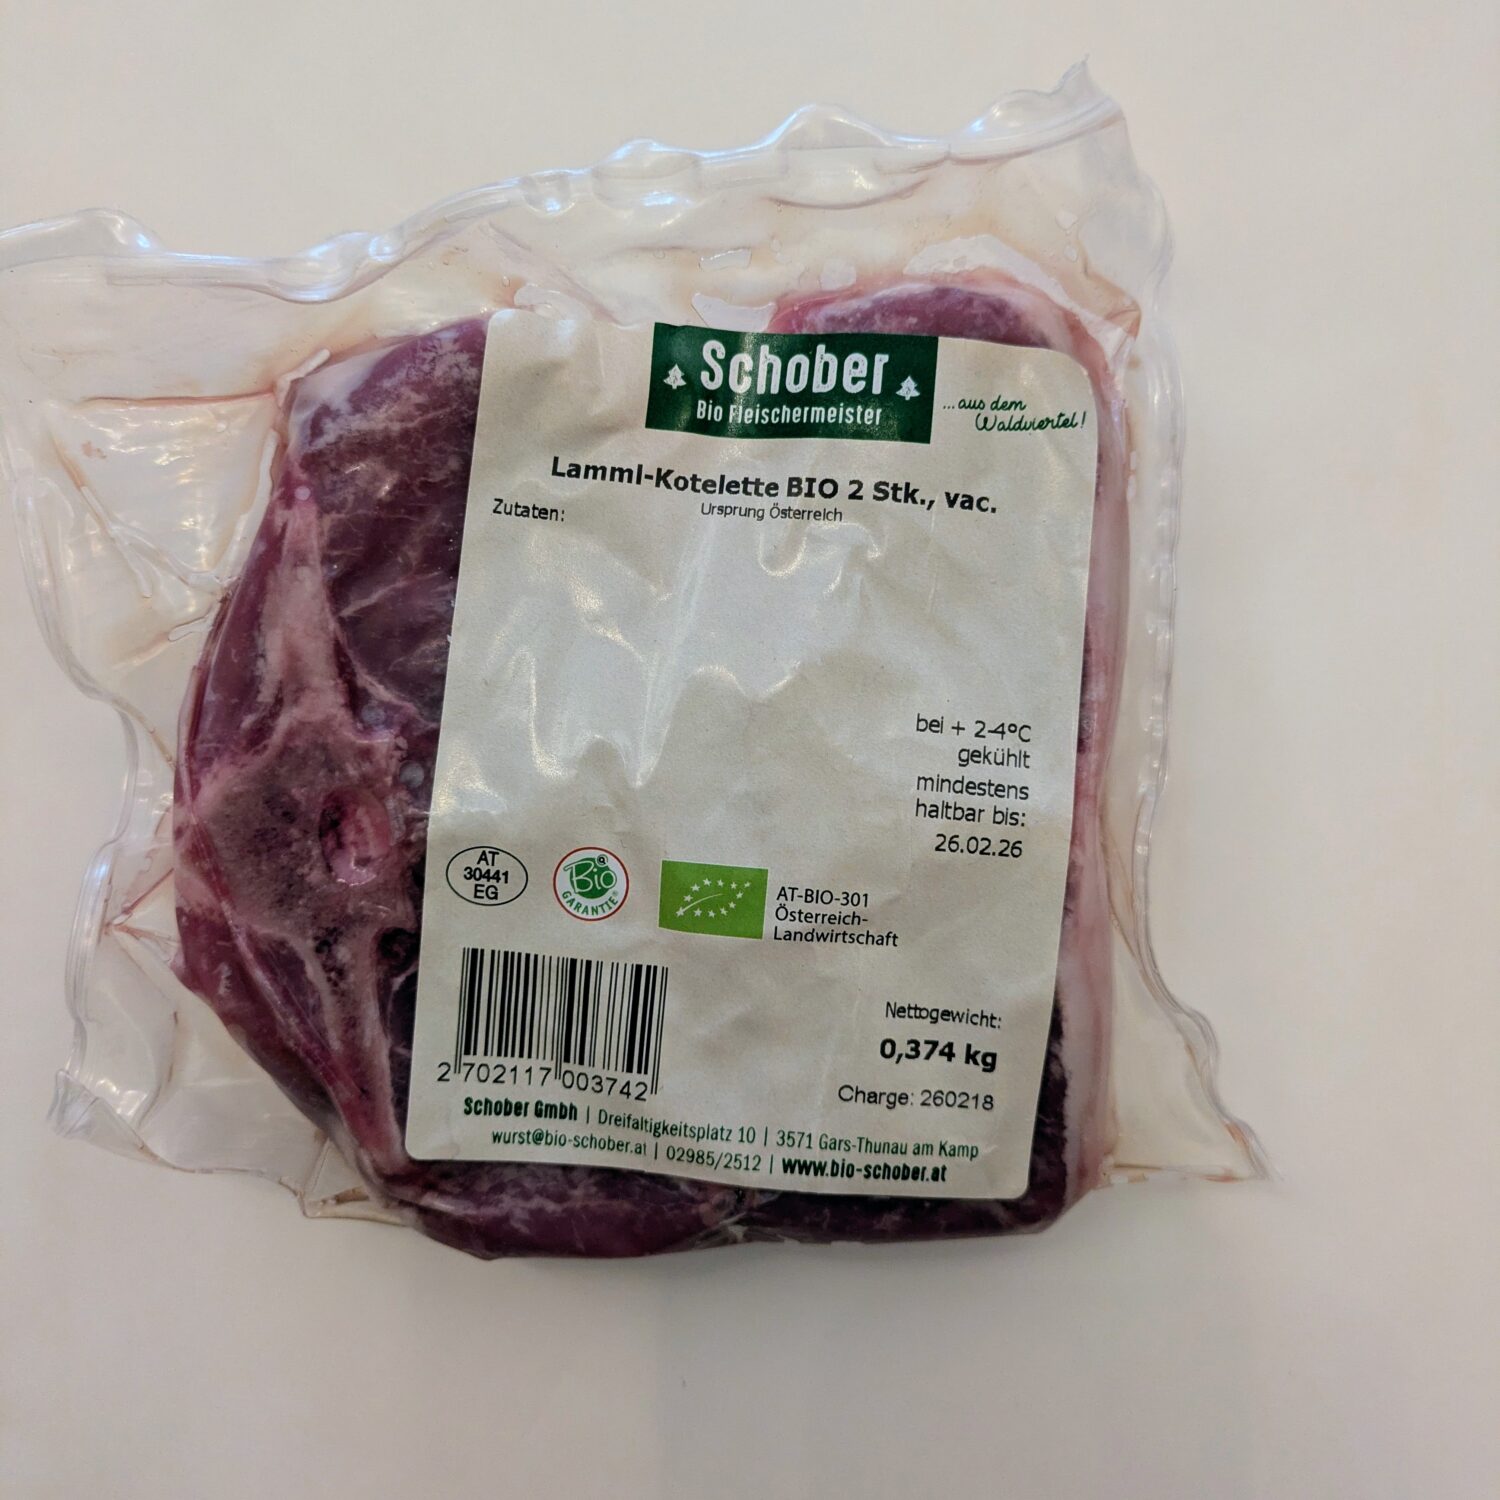 Schober
Bio Fleischermeister
...aus dem
Waldviertel!
Lamml-Kotelette BIO 2 Stk., vac.
Ursprung Österreich
Zutaten:
bei + 2-4°C
gekühlt
mindestens
haltbar bis:
26.02.26
AT
30441
EG
Bio
GARANTIE®
AT-BIO-301
Österreich-
Landwirtschaft
Nettogewicht:
0,374 kg
Charge: 260218
2 702117 003742
Schober GmbH | Dreifaltigkeitsplatz 10 | 3571 Gars-Thunau am Kamp
wurst@bio-schober.at | 02985/2512 | www.bio-schober.at